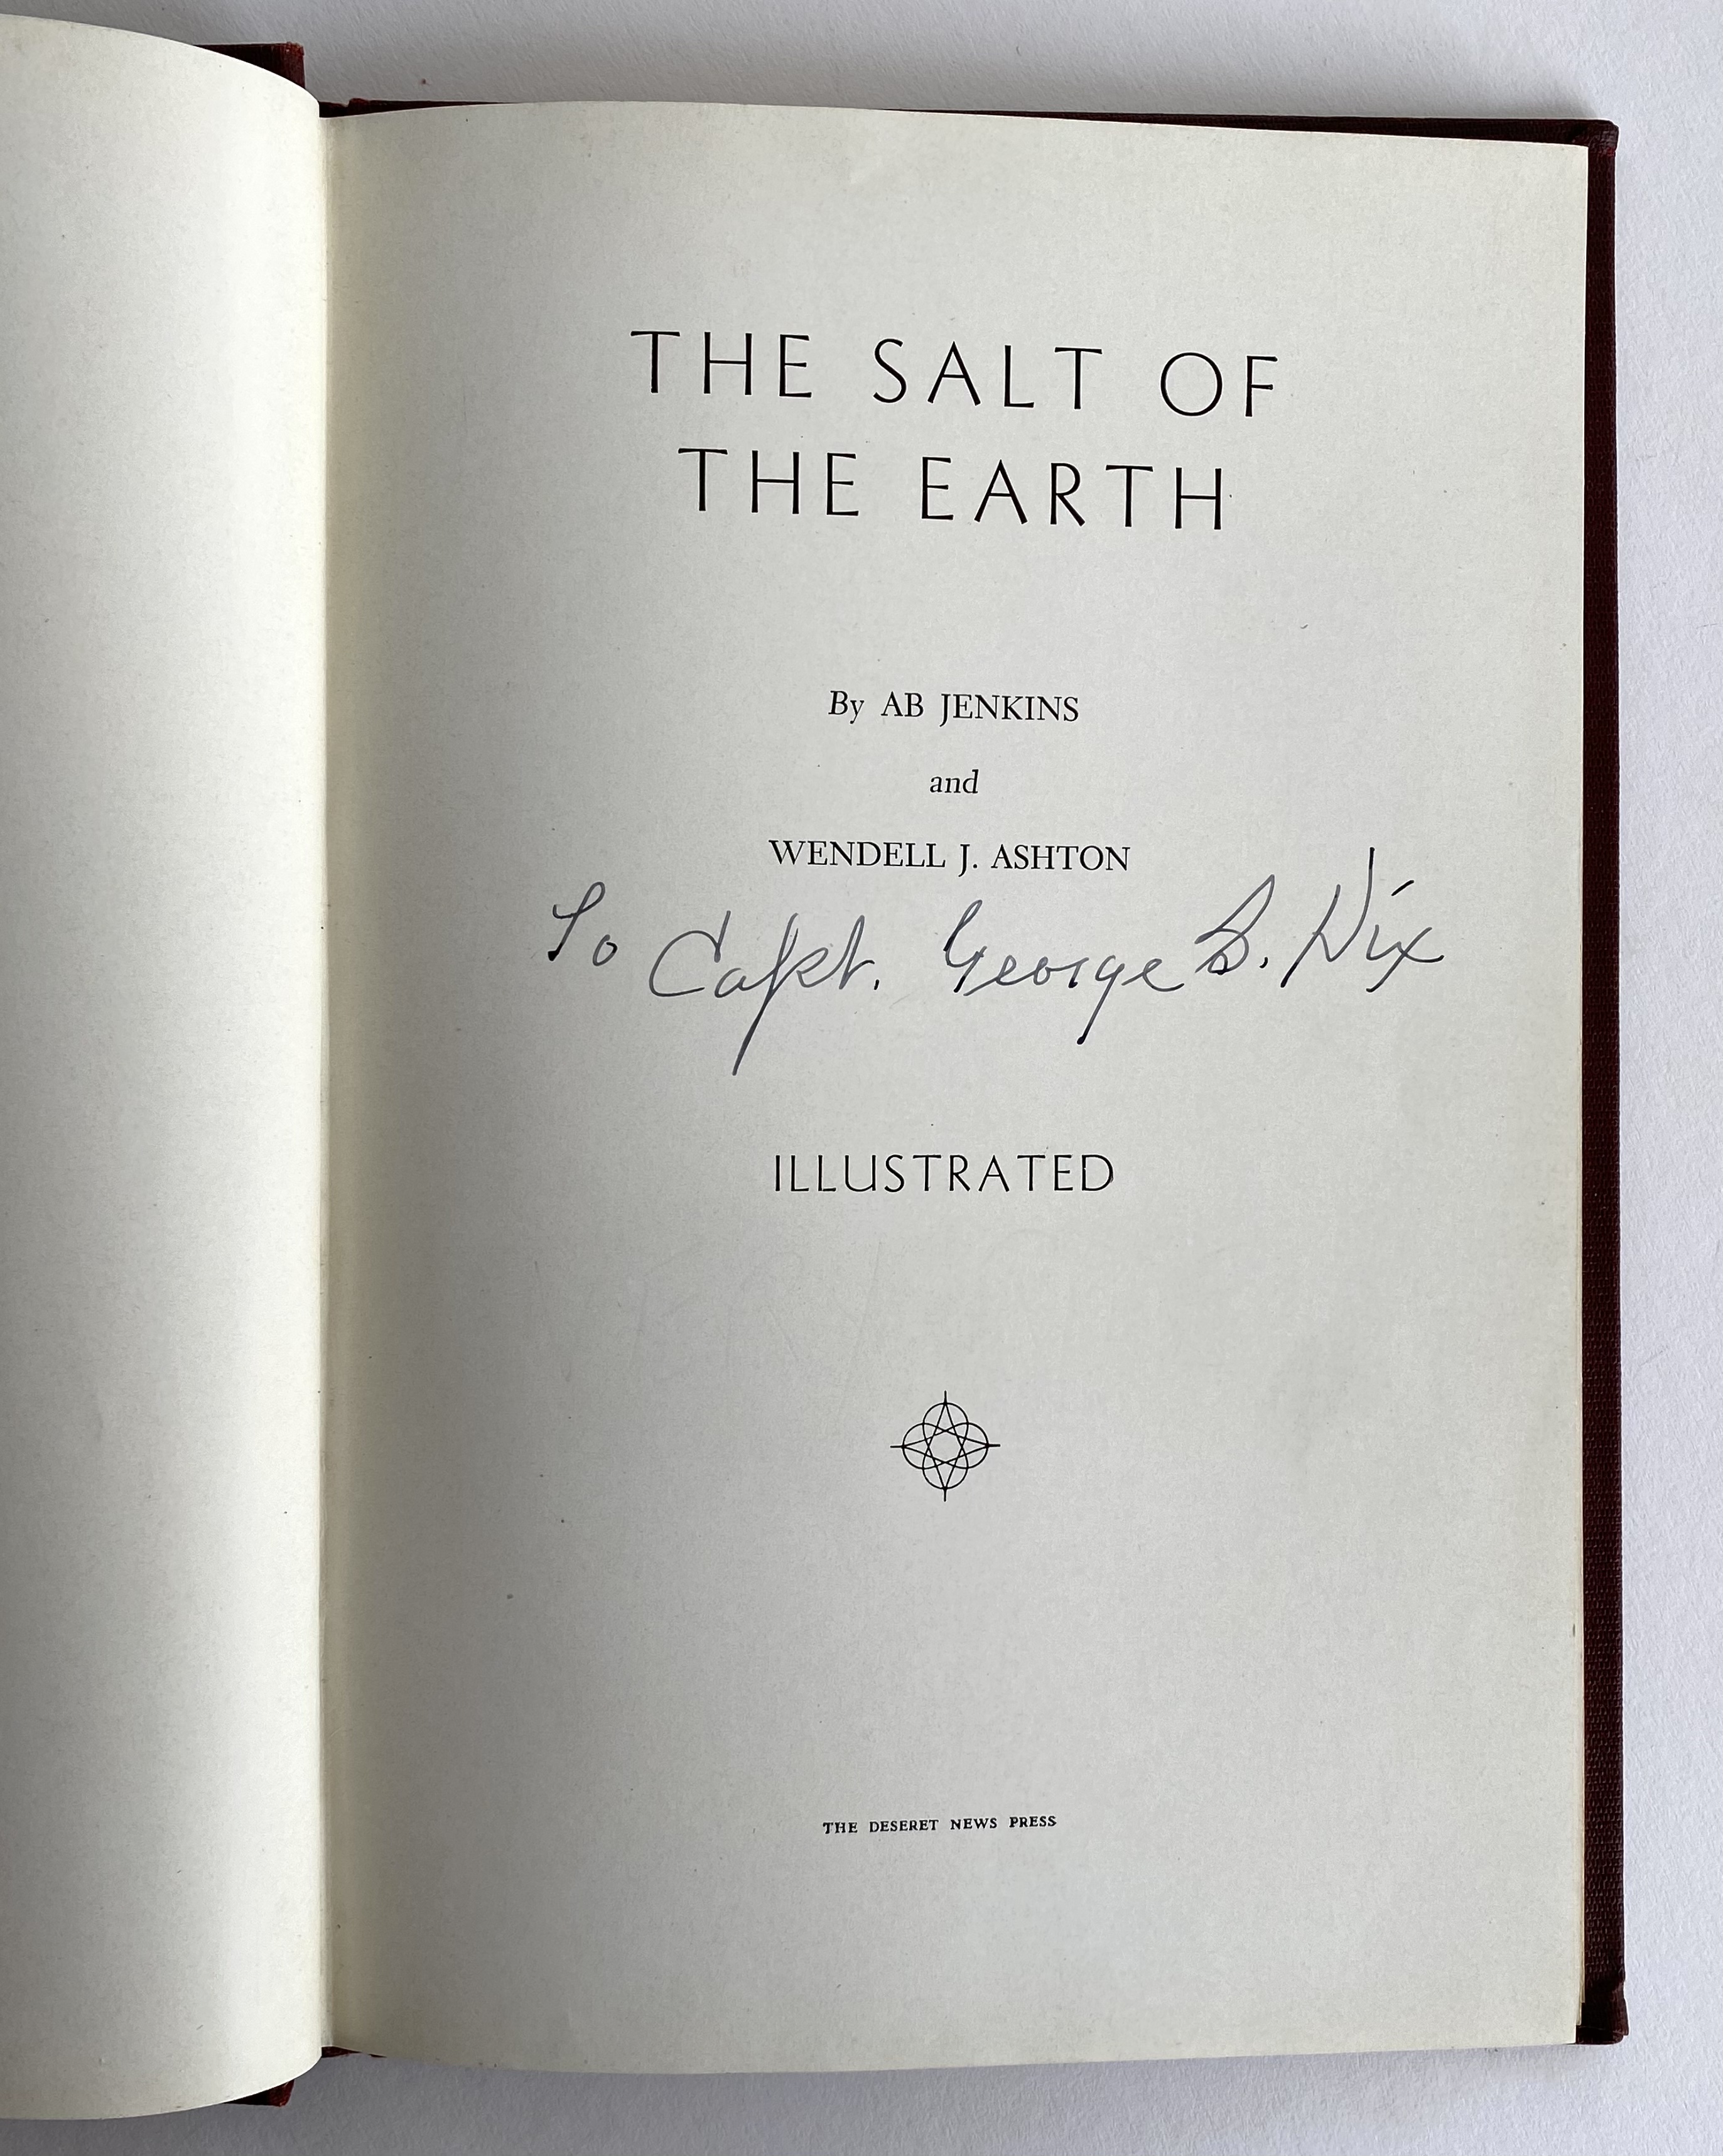 THE SALT OF
THE EARTH
By AB JENKINS
and
WENDELL J. ASHTON
To Capt. George S. Nix
ILLUSTRATED
THE DESERET NEWS PRESS